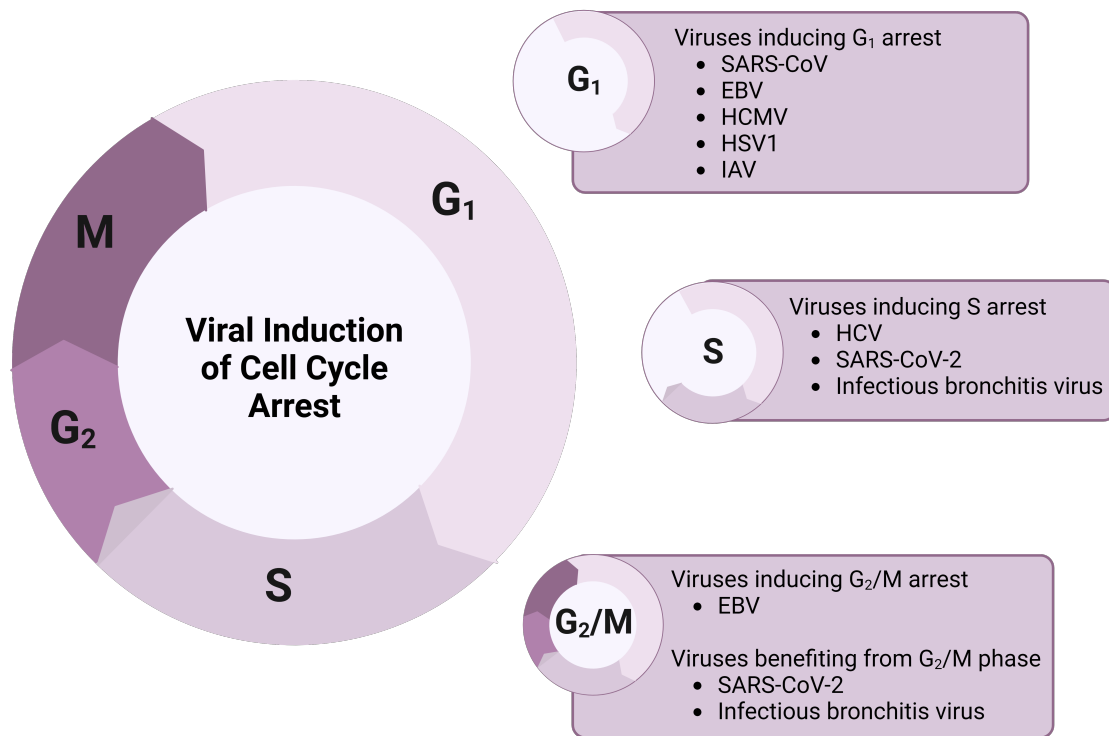 Viral Induction
of Cell Cycle
Arrest
G₁
S
G₂
M
G₁
Viruses inducing G₁ arrest
• SARS-CoV
• EBV
• HCMV
• HSV1
• IAV
S
Viruses inducing S arrest
• HCV
• SARS-CoV-2
• Infectious bronchitis virus
G₂/M
Viruses inducing G₂/M arrest
• EBV
Viruses benefiting from G₂/M phase
• SARS-CoV-2
• Infectious bronchitis virus